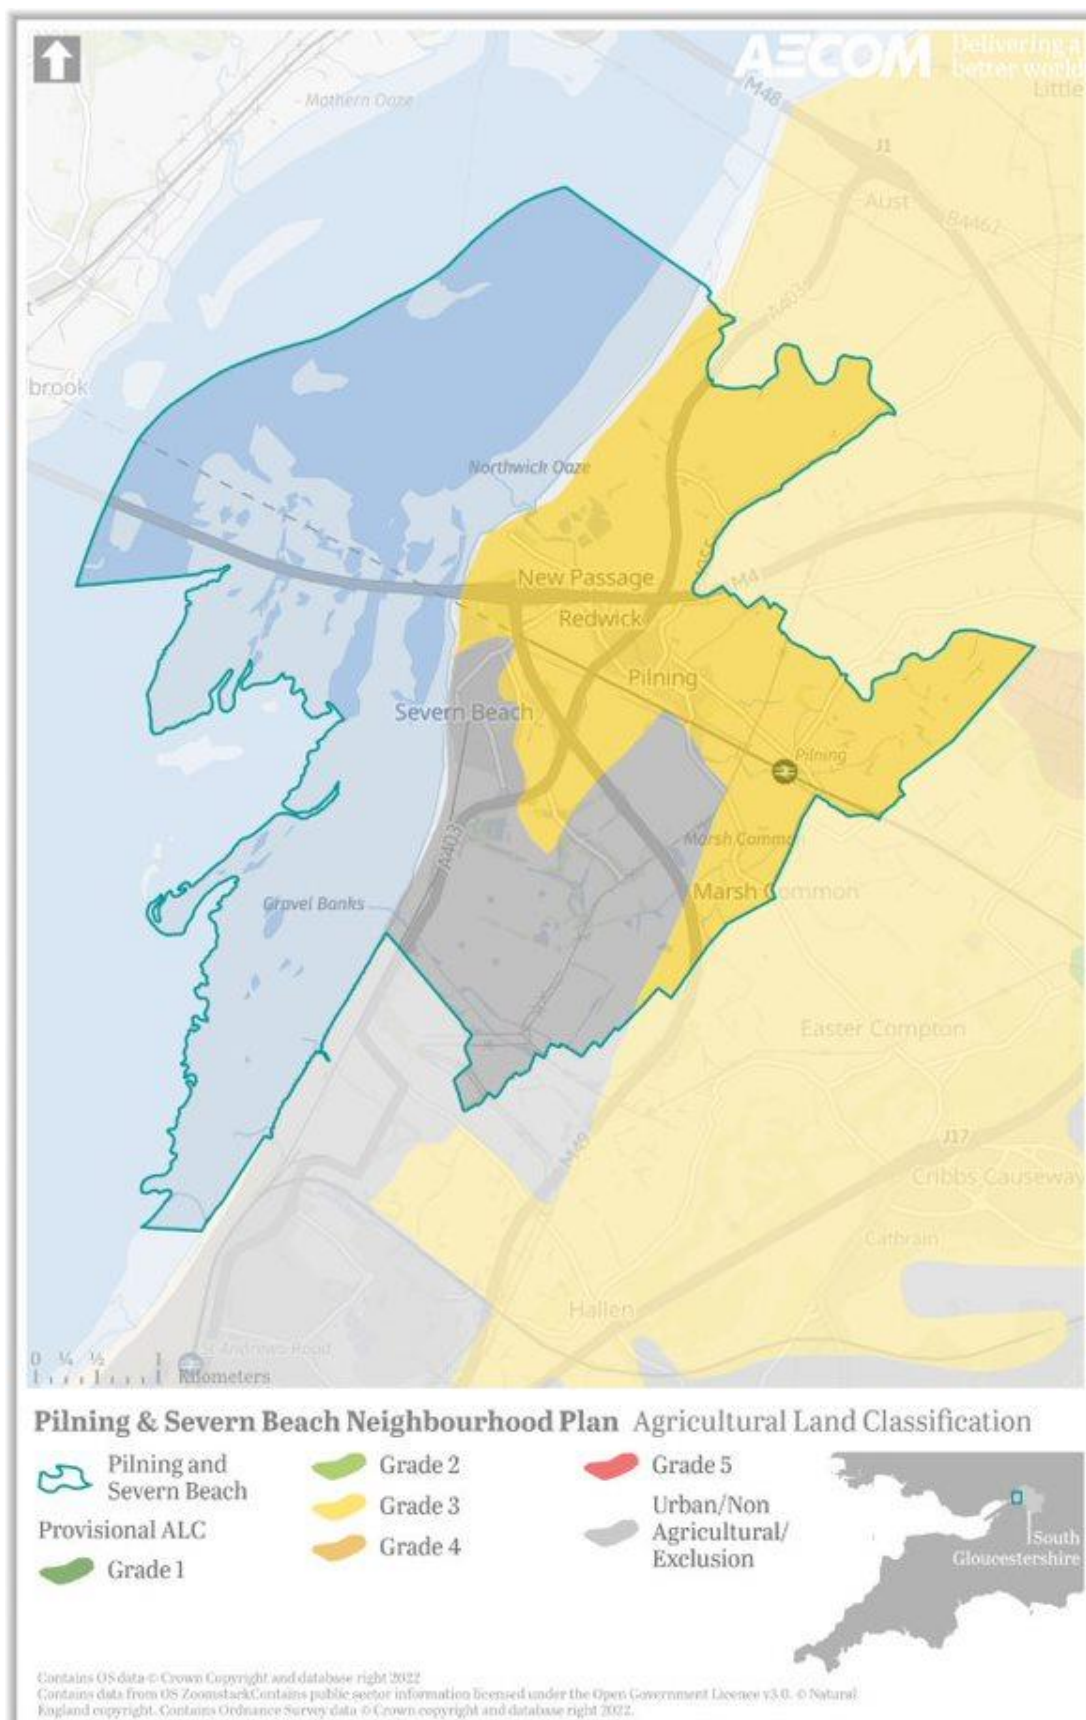 AECOM
Delivering a
better world
Little
Mathern Oaze
M48
J1
Aust
B4461
A403
brook
Northwick Oaze
New Passage
M4
Redwick
Pilning
Severn Beach
Pilning
A403
Marsh Common
Gravel Banks
Marsh Common
Easter Compton
M49
J17
Cribbs Causeway
Catbrain
Hallen
St Andrews Road
0 ¼ ½ 1
Kilometers
Pilning & Severn Beach Neighbourhood Plan Agricultural Land Classification
Pilning and
Severn Beach
Provisional ALC
Grade 1
Grade 2
Grade 3
Grade 4
Grade 5
Urban/Non
Agricultural/
Exclusion
South
Gloucestershire
Contains OS data © Crown Copyright and database right 2022
Contains data from OS ZoomstackContains public sector information licensed under the Open Government Licence v3.0. © Natural
England copyright. Contains Ordnance Survey data © Crown copyright and database right 2022.